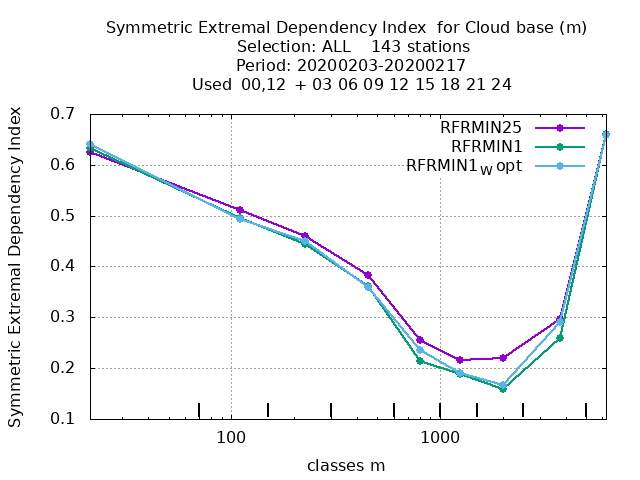 Symmetric Extremal Dependency Index  for Cloud base (m)
Selection: ALL    143 stations
Period: 20200203-20200217
Used  00,12  + 03 06 09 12 15 18 21 24
Symmetric Extremal Dependency Index
0.7
0.6
0.5
0.4
0.3
0.2
0.1
RFRMIN25
RFRMIN1
RFRMIN1w opt
100
1000
classes m